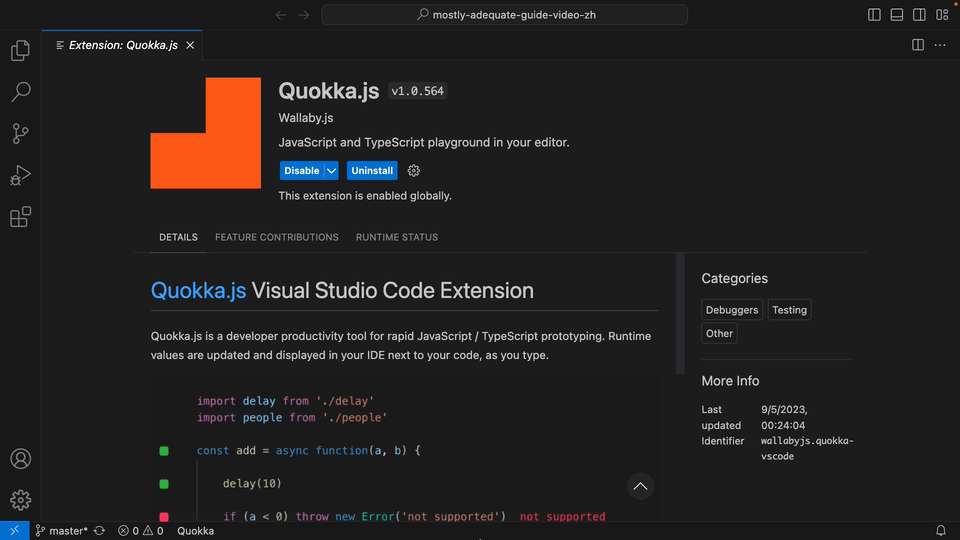 mostly-adequate-guide-video-zh
Extension: Quokka.js
Quokka.js v1.0.564
Wallaby.js
JavaScript and TypeScript playground in your editor.
Disable Uninstall
This extension is enabled globally.
DETAILS FEATURE CONTRIBUTIONS RUNTIME STATUS
Quokka.js Visual Studio Code Extension
Quokka.js is a developer productivity tool for rapid JavaScript / TypeScript prototyping. Runtime
values are updated and displayed in your IDE next to your code, as you type.
import delay from './delay'
import people from './people'
const add = async function(a, b) {
delay(10)
if (a < 0) throw new Error('not supported') not supported
Categories
Debuggers Testing
Other
More Info
Last 9/5/2023,
updated 00:24:04
Identifier wallabyjs.quokka-
vscode
master* 0 0 Quokka